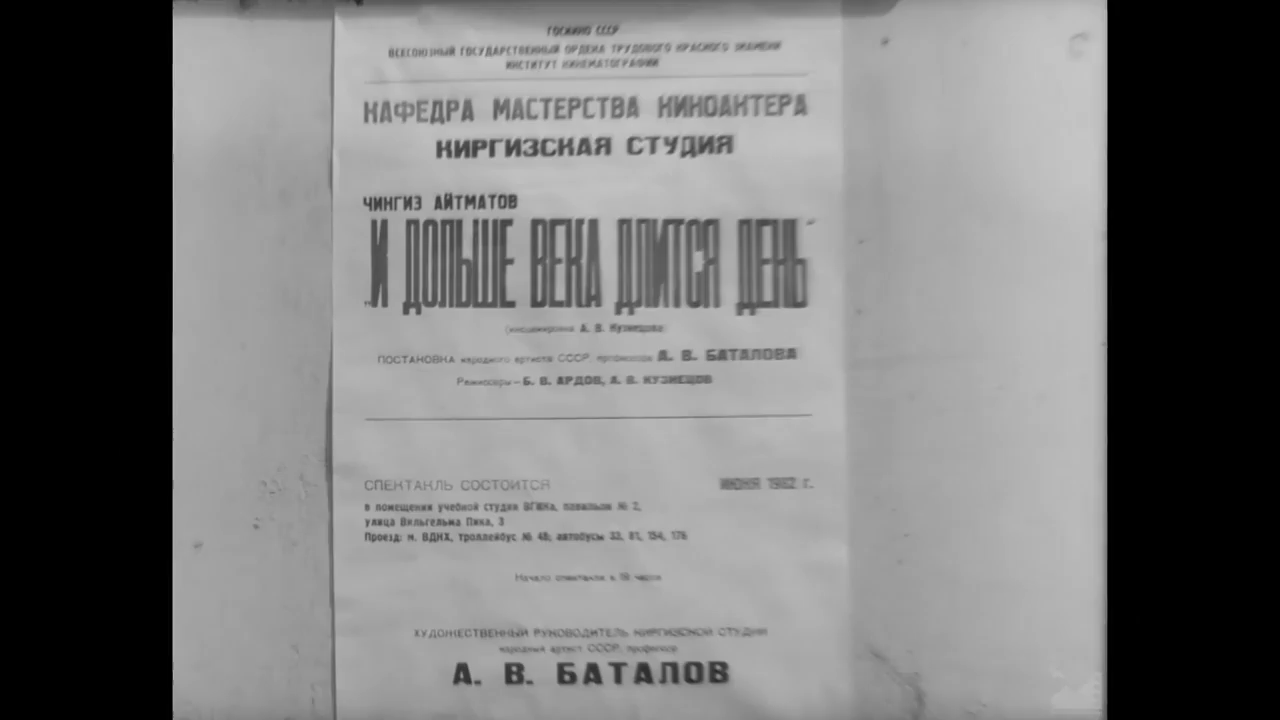 ГОСКИНО СССР
ВСЕСОЮЗНЫЙ ГОСУДАРСТВЕННЫЙ ОРДЕНА ТРУДОВОГО КРАСНОГО ЗНАМЕНИ
ИНСТИТУТ КИНЕМАТОГРАФИИ
КАФЕДРА МАСТЕРСТВА КИНОАКТЕРА
КИРГИЗСКАЯ СТУДИЯ
ЧИНГИЗ АЙТМАТОВ
„И ДОЛЬШЕ ВЕКА ДЛИТСЯ ДЕНЬ"
(инсценировка А. В. Кузнецова)
ПОСТАНОВКА народного артиста СССР, профессора А. В. БАТАЛОВА
Режиссеры – Б. В. АРДОВ, А. В. КУЗНЕЦОВ
СПЕКТАКЛЬ СОСТОИТСЯ ИЮНЯ 1982 г.
в помещении учебной студии ВГИКа, павильон № 2,
улица Вильгельма Пика, 3
Проезд: м. ВДНХ, троллейбус № 48, автобусы 33, 81, 154, 176
Начало спектакля в 19 часов
ХУДОЖЕСТВЕННЫЙ РУКОВОДИТЕЛЬ КИРГИЗСКОЙ СТУДИИ
народный артист СССР, профессор
А. В. БАТАЛОВ